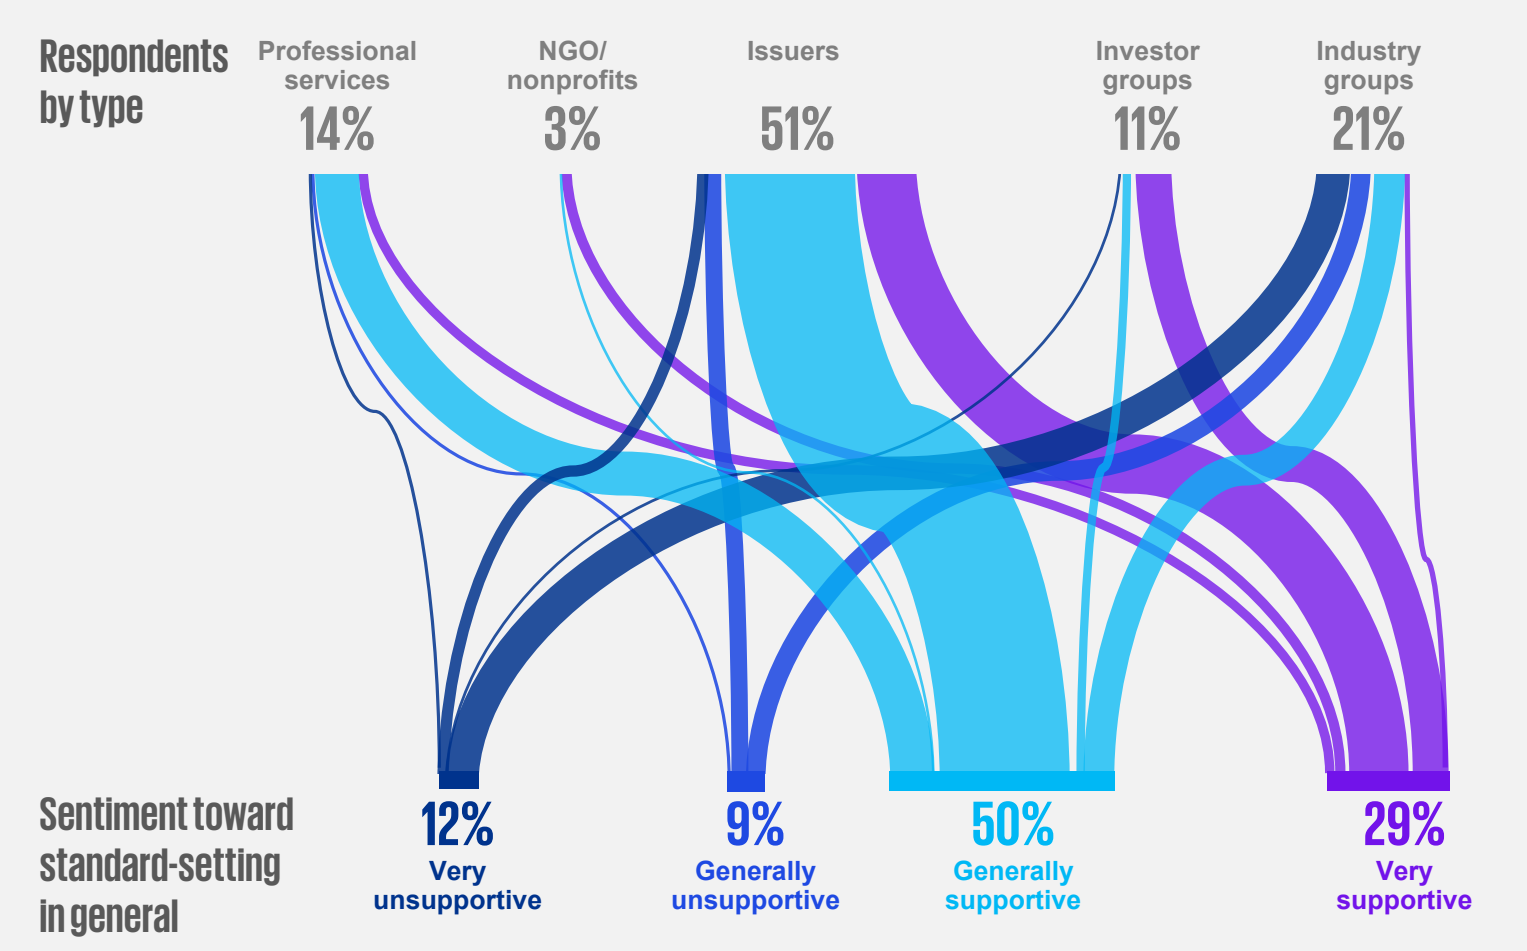 Respondents
by type
Professional
services
14%
NGO/
nonprofits
3%
Issuers
51%
Investor
groups
11%
Industry
groups
21%
Sentiment toward
standard-setting
in general
12%
Very
unsupportive
9%
Generally
unsupportive
50%
Generally
supportive
29%
Very
supportive